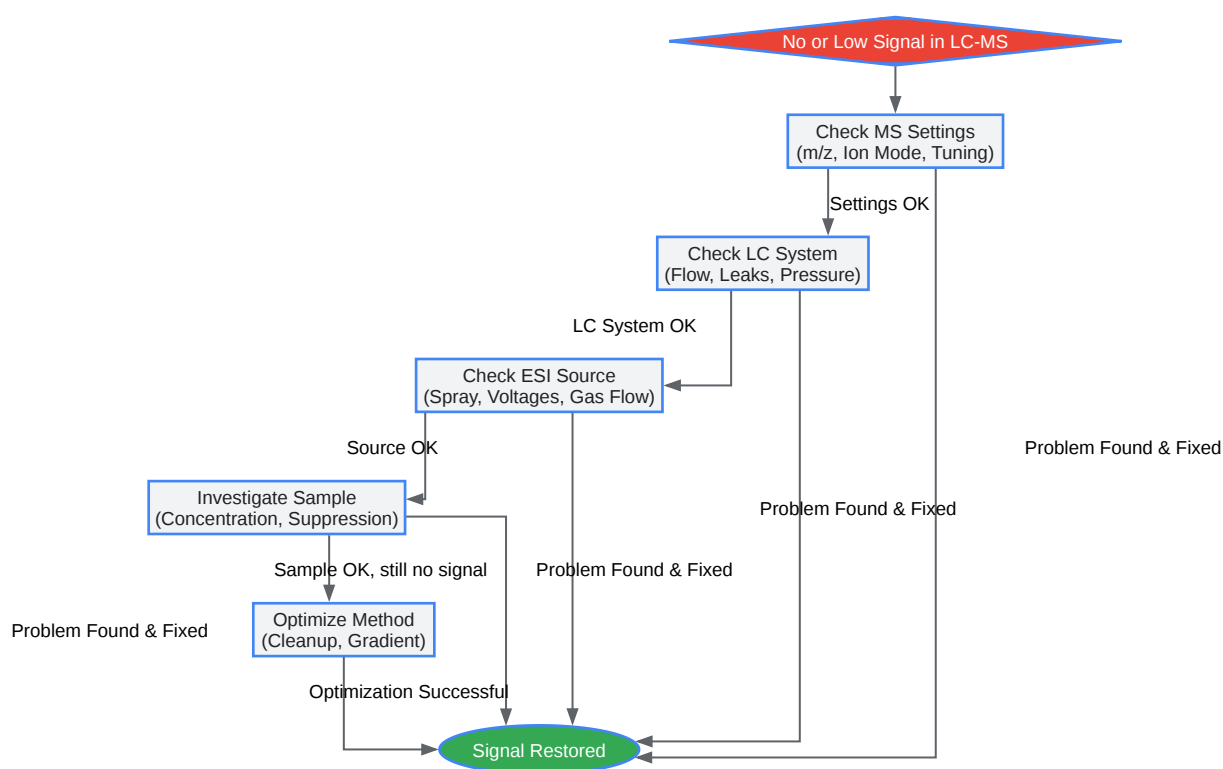 No or Low Signal in LC-MS
Check MS Settings
(m/z, Ion Mode, Tuning)
Settings OK
Check LC System
(Flow, Leaks, Pressure)
LC System OK
Check ESI Source
(Spray, Voltages, Gas Flow)
Source OK
Problem Found & Fixed
Investigate Sample
(Concentration, Suppression)
Problem Found & Fixed
Sample OK, still no signal
Problem Found & Fixed
Optimize Method
(Cleanup, Gradient)
Problem Found & Fixed
Optimization Successful
Signal Restored